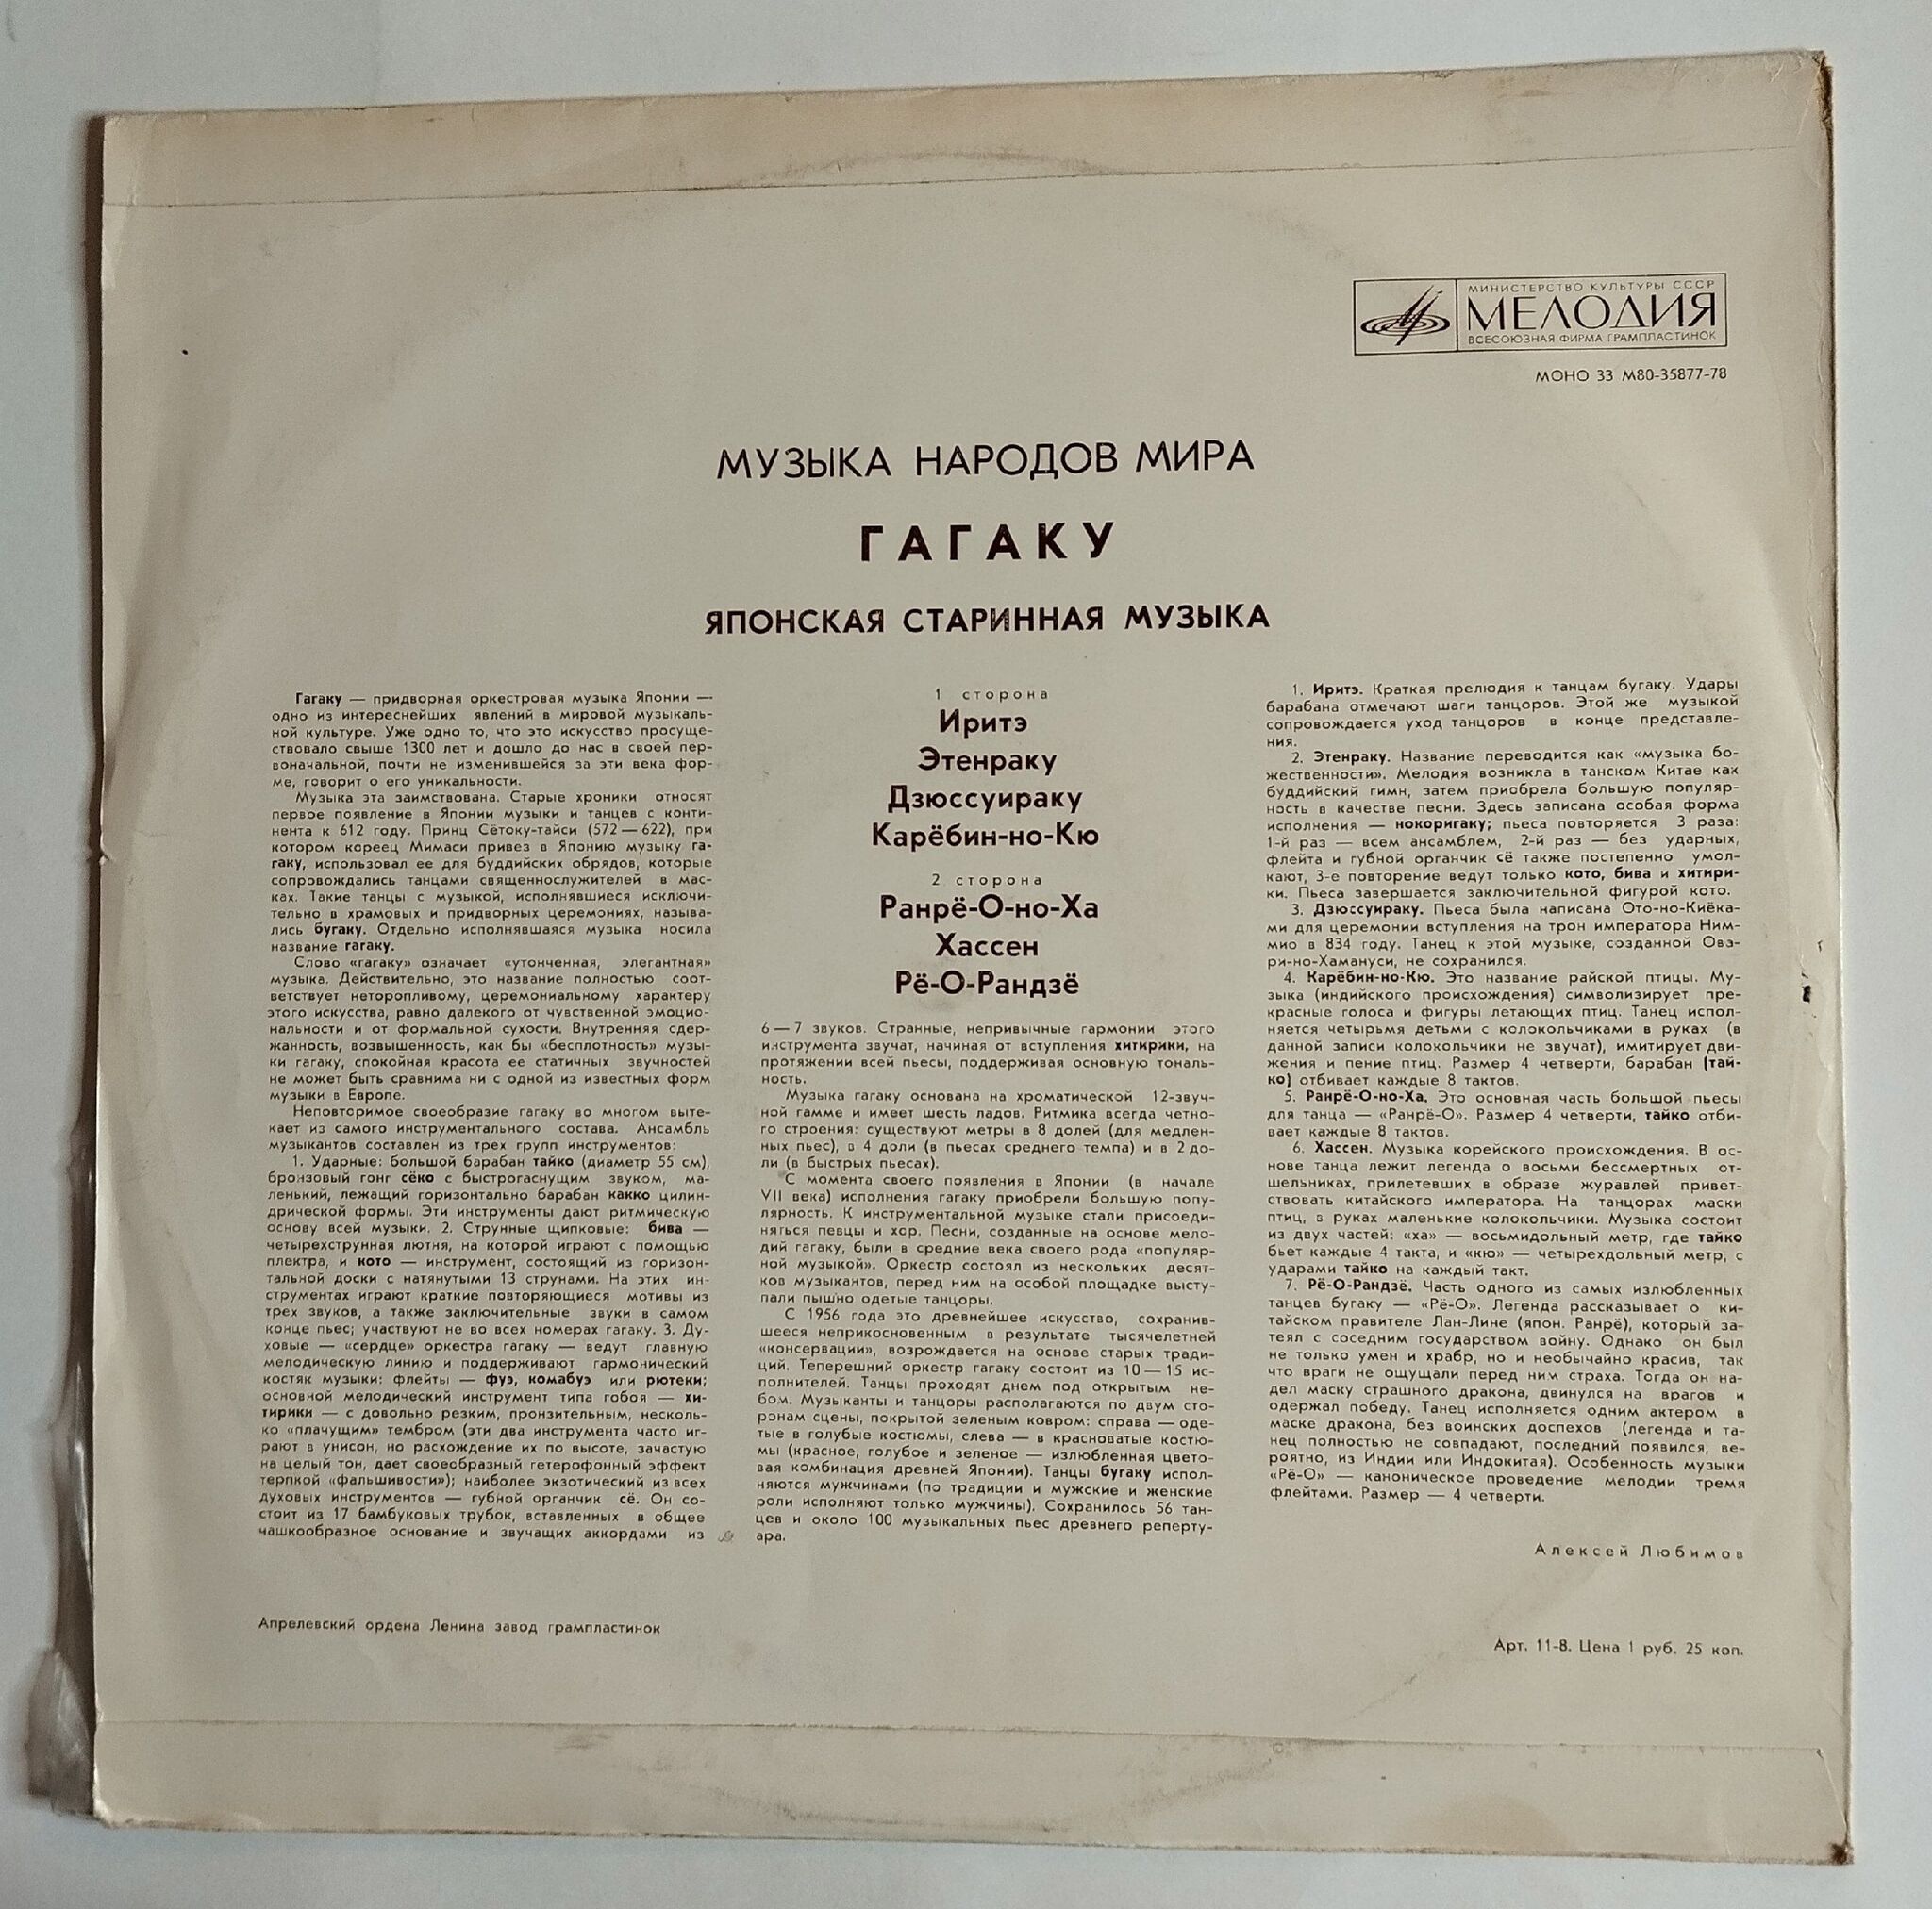 МИНИСТЕРСТВО КУЛЬТУРЫ СССР
МЕЛОДИЯ
ВСЕСОЮЗНАЯ ФИРМА ГРАМПЛАСТИНОК
МОНО 33 М80-35877-78
МУЗЫКА НАРОДОВ МИРА
ГАГАКУ
ЯПОНСКАЯ СТАРИННАЯ МУЗЫКА
Гагаку — придворная оркестровая музыка Японии —
одно из интереснейших явлений в мировой музыкаль-
ной культуре. Уже одно то, что это искусство просуще-
ствовало свыше 1300 лет и дошло до нас в своей пер-
воначальной, почти не изменившейся за эти века фор-
ме, говорит о его уникальности.
Музыка эта заимствована. Старые хроники относят
первое появление в Японии музыки и танцев с конти-
нента к 612 году. Принц Сётоку-тайси (572 — 622), при
котором кореец Мимаси привез в Японию музыку га-
гаку, использовал ее для буддийских обрядов, которые
сопровождались танцами священнослужителей в мас-
ках. Такие танцы с музыкой, исполнявшиеся исключи-
тельно в храмовых и придворных церемониях, называ-
лись бугаку. Отдельно исполнявшаяся музыка носила
название гагаку.
Слово «гагаку» означает «утонченная, элегантная»
музыка. Действительно, это название полностью соот-
ветствует неторопливому, церемониальному характеру
этого искусства, равно далекого от чувственной эмоцио-
нальности и от формальной сухости. Внутренняя сдер-
жанность, возвышенность, как бы «бесплотность» музы-
ки гагаку, спокойная красота ее статичных звучностей
не может быть сравнима ни с одной из известных форм
музыки в Европе.
Неповторимое своеобразие гагаку во многом выте-
кает из самого инструментального состава. Ансамбль
музыкантов составлен из трех групп инструментов:
1. Ударные: большой барабан тайко (диаметр 55 см),
бронзовый гонг сёко с быстрогаснущим звуком, ма-
ленький, лежащий горизонтально барабан какко цилин-
дрической формы. Эти инструменты дают ритмическую
основу всей музыки. 2. Струнные щипковые: бива —
четырехструнная лютня, на которой играют с помощью
плектра, и кото — инструмент, состоящий из горизон-
тальной доски с натянутыми 13 струнами. На этих ин-
струментах играют краткие повторяющиеся мотивы из
трех звуков, а также заключительные звуки в самом
конце пьес; участвуют не во всех номерах гагаку. 3. Ду-
ховые — «сердце» оркестра гагаку — ведут главную
мелодическую линию и поддерживают гармонический
костяк музыки: флейты — фуэ, комабуэ или рютеки;
основной мелодический инструмент типа гобоя — хи-
тирики — с довольно резким, пронзительным, несколь-
ко «плачущим» тембром (эти два инструмента часто иг-
рают в унисон, но расхождение их по высоте, зачастую
на целый тон, дает своеобразный гетерофонный эффект
терпкой «фальшивости»); наиболее экзотический из всех
духовых инструментов — губной органчик сё. Он со-
стоит из 17 бамбуковых трубок, вставленных в общее
чашкообразное основание и звучащих аккордами из
1 сторона
Иритэ
Этенраку
Дзюссуираку
Карёбин-но-Кю
2 сторона
Ранрё-О-но-Ха
Хассен
Рё-О-Рандзё
6 — 7 звуков. Странные, непривычные гармонии этого
инструмента звучат, начиная от вступления хитирики, на
протяжении всей пьесы, поддерживая основную тональ-
ность.
Музыка гагаку основана на хроматической 12-звуч-
ной гамме и имеет шесть ладов. Ритмика всегда четно-
го строения: существуют метры в 8 долей (для медлен-
ных пьес), в 4 доли (в пьесах среднего темпа) и в 2 до-
ли (в быстрых пьесах).
С момента своего появления в Японии (в начале
VII века) исполнения гагаку приобрели большую попу-
лярность. К инструментальной музыке стали присоеди-
няться певцы и хор. Песни, созданные на основе мело-
дий гагаку, были в средние века своего рода «популяр-
ной музыкой». Оркестр состоял из нескольких десят-
ков музыкантов, перед ним на особой площадке высту-
пали пышно одетые танцоры.
С 1956 года это древнейшее искусство, сохранив-
шееся неприкосновенным в результате тысячелетней
«консервации», возрождается на основе старых тради-
ций. Теперешний оркестр гагаку состоит из 10 — 15 ис-
полнителей. Танцы проходят днем под открытым не-
бом. Музыканты и танцоры располагаются по двум сто-
ронам сцены, покрытой зеленым ковром: справа — оде-
тые в голубые костюмы, слева — в красноватые костю-
мы (красное, голубое и зеленое — излюбленная цвето-
вая комбинация древней Японии). Танцы бугаку испол-
няются мужчинами (по традиции и мужские и женские
роли исполняют только мужчины). Сохранилось 56 тан-
цев и около 100 музыкальных пьес древнего реперту-
ара.
1. Иритэ. Краткая прелюдия к танцам бугаку. Удары
барабана отмечают шаги танцоров. Этой же музыкой
сопровождается уход танцоров в конце представле-
ния.
2. Этенраку. Название переводится как «музыка бо-
жественности». Мелодия возникла в танском Китае как
буддийский гимн, затем приобрела большую популяр-
ность в качестве песни. Здесь записана особая форма
исполнения — нокоригаку; пьеса повторяется 3 раза:
1-й раз — всем ансамблем, 2-й раз — без ударных,
флейта и губной органчик сё также постепенно умол-
кают, 3-е повторение ведут только кото, бива и хитири-
ки. Пьеса завершается заключительной фигурой кото.
3. Дзюссуираку. Пьеса была написана Ото-но-Киёка-
ми для церемонии вступления на трон императора Ним-
мио в 834 году. Танец к этой музыке, созданной Овэ-
ри-но-Хамануси, не сохранился.
4. Карёбин-но-Кю. Это название райской птицы. Му-
зыка (индийского происхождения) символизирует пре-
красные голоса и фигуры летающих птиц. Танец испол-
няется четырьмя детьми с колокольчиками в руках (в
данной записи колокольчики не звучат), имитирует дви-
жения и пение птиц. Размер 4 четверти, барабан (тай-
ко) отбивает каждые 8 тактов.
5. Ранрё-О-но-Ха. Это основная часть большой пьесы
для танца — «Ранрё-О». Размер 4 четверти, тайко отби-
вает каждые 8 тактов.
6. Хассен. Музыка корейского происхождения. В ос-
нове танца лежит легенда о восьми бессмертных от-
шельниках, прилетевших в образе журавлей привет-
ствовать китайского императора. На танцорах маски
птиц, в руках маленькие колокольчики. Музыка состоит
из двух частей: «ха» — восьмидольный метр, где тайко
бьет каждые 4 такта, и «кю» — четырехдольный метр, с
ударами тайко на каждый такт.
7. Рё-О-Рандзё. Часть одного из самых излюбленных
танцев бугаку — «Рё-О». Легенда рассказывает о ки-
тайском правителе Лан-Лине (япон. Ранрё), который за-
теял с соседним государством войну. Однако он был
не только умен и храбр, но и необычайно красив, так
что враги не ощущали перед ним страха. Тогда он на-
дел маску страшного дракона, двинулся на врагов и
одержал победу. Танец исполняется одним актером в
маске дракона, без воинских доспехов (легенда и та-
нец полностью не совпадают, последний появился, ве-
роятно, из Индии или Индокитая). Особенность музыки
«Рё-О» — каноническое проведение мелодии тремя
флейтами. Размер — 4 четверти.
Алексей Любимов
Апрелевский ордена Ленина завод грампластинок
Арт. 11-8. Цена 1 руб. 25 коп.